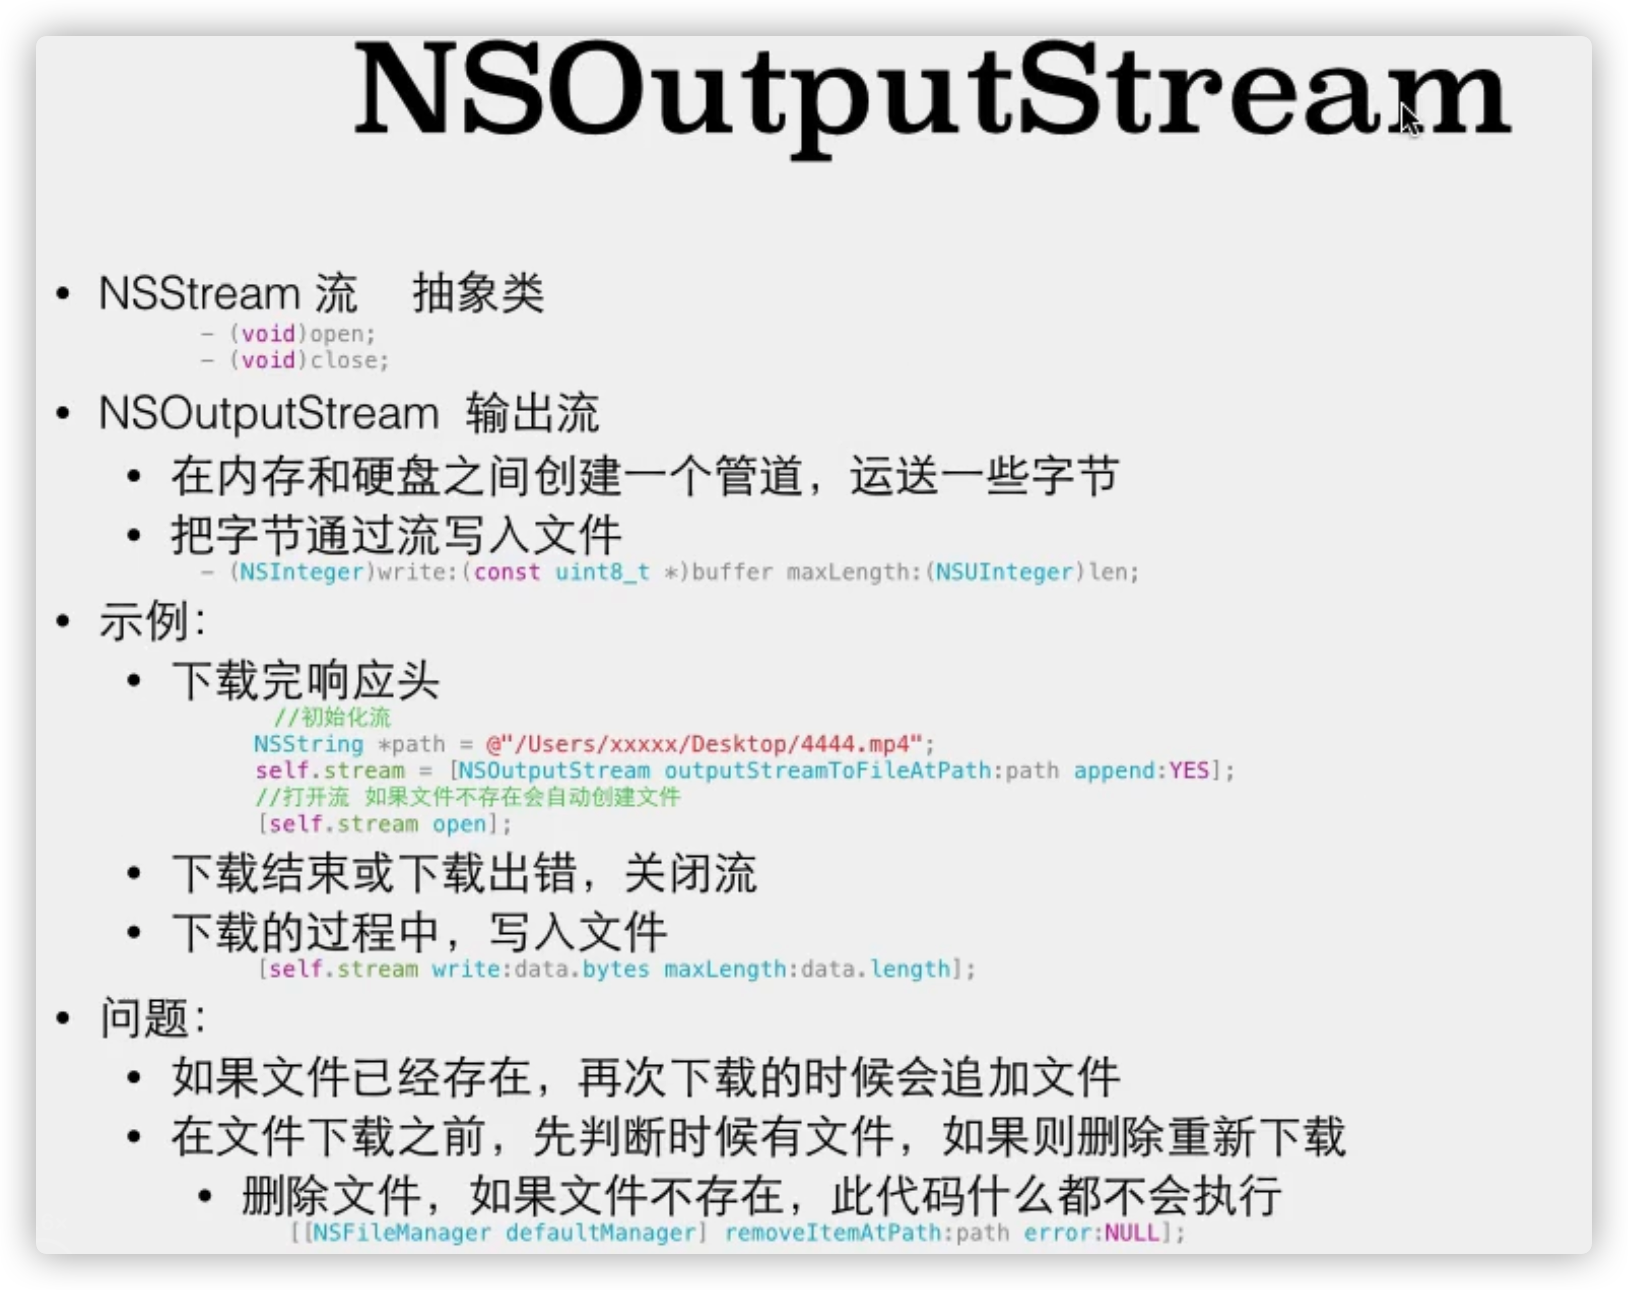 NSOutputStream
• NSStream 流 抽象类
- (void)open;
- (void)close;
• NSOutputStream 输出流
• 在内存和硬盘之间创建一个管道，运送一些字节
• 把字节通过流写入文件
- (NSInteger)write:(const uint8_t *)buffer maxLength:(NSUInteger)len;
• 示例：
• 下载完响应头
//初始化流
NSString *path = @"/Users/xxxxx/Desktop/4444.mp4";
self.stream = [NSOutputStream outputStreamToFileAtPath:path append:YES];
//打开流 如果文件不存在会自动创建文件
[self.stream open];
• 下载结束或下载出错，关闭流
• 下载的过程中，写入文件
[self.stream write:data.bytes maxLength:data.length];
• 问题：
• 如果文件已经存在，再次下载的时候会追加文件
• 在文件下载之前，先判断时候有文件，如果则删除重新下载
• 删除文件，如果文件不存在，此代码什么都不会执行
[[NSFileManager defaultManager] removeItemAtPath:path error:NULL];